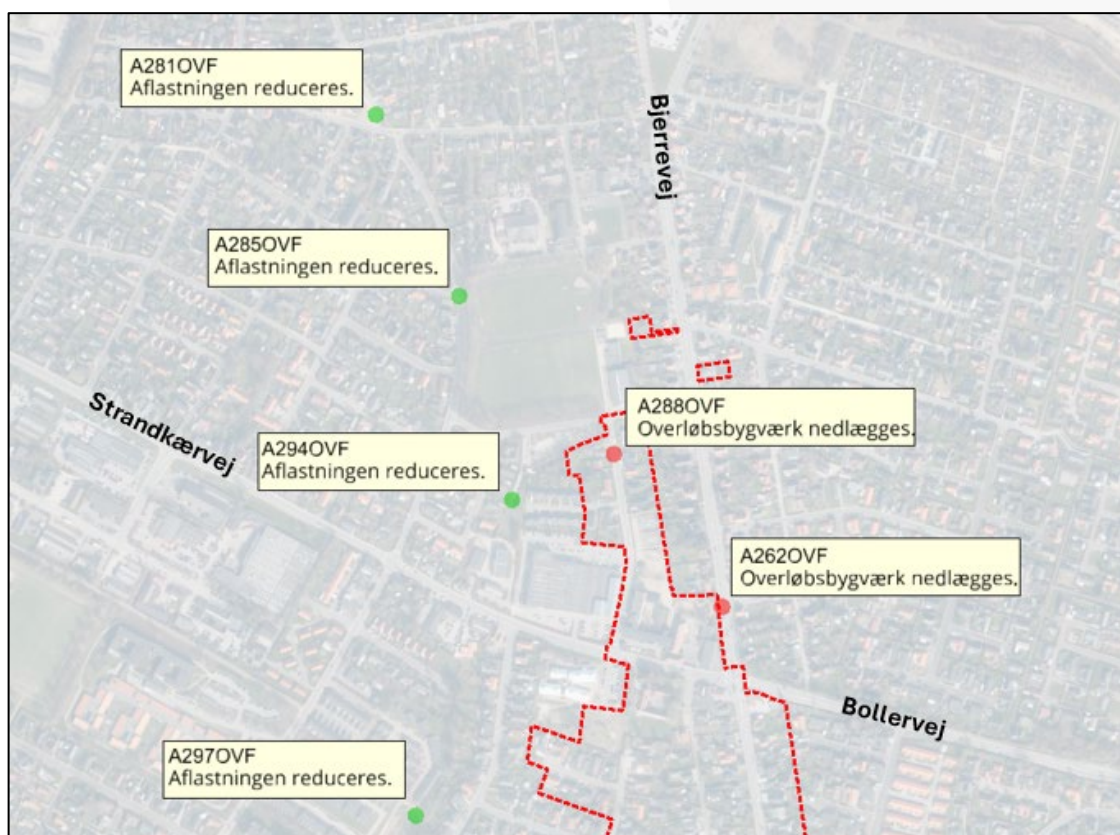 A281OVF
Aflastningen reduceres.
Bjerrevej
A285OVF
Aflastningen reduceres.
Strandkærvej
A288OVF
Overløbsbygværk nedlægges.
A294OVF
Aflastningen reduceres.
A262OVF
Overløbsbygværk nedlægges.
Bollervej
A297OVF
Aflastningen reduceres.